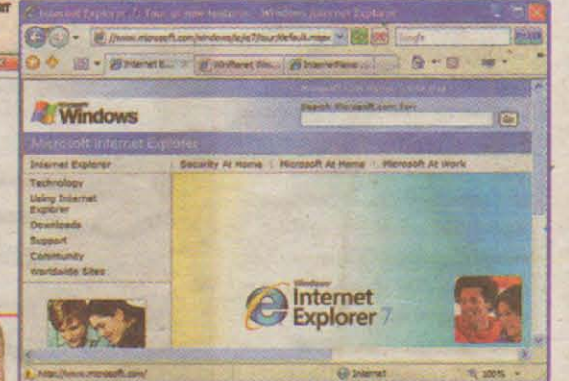 Internet Explorer 7: Tour of new features - Windows Internet Explorer
//www.microsoft.com/windows/ie/ie7/tour/default.mspx
Google
Internet E...
Windows
Search Microsoft.com for:
Go
Microsoft Internet Explorer
Internet Explorer
Security At Home | Microsoft At Home | Microsoft At Work
Technology
Using Internet
Explorer
Downloads
Support
Community
Worldwide Sites
Windows
Internet
Explorer 7
http://www.microsoft.com/
Internet
100%